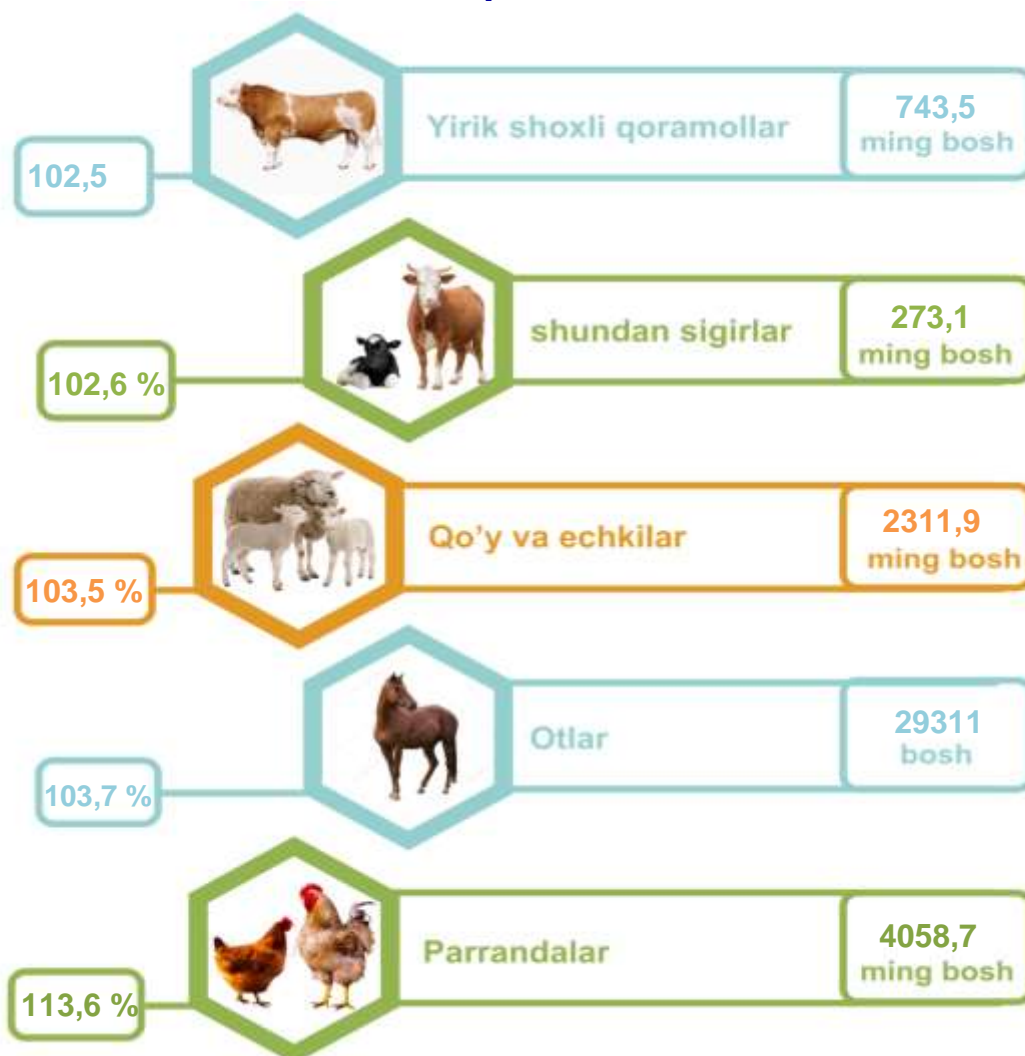 Yirik shoxli qoramollar
743,5
ming bosh
102,5
shundan sigirlar
273,1
ming bosh
102,6 %
Qo'y va echkilar
2311,9
ming bosh
103,5 %
Otlar
29311
bosh
103,7 %
Parrandalar
4058,7
ming bosh
113,6 %